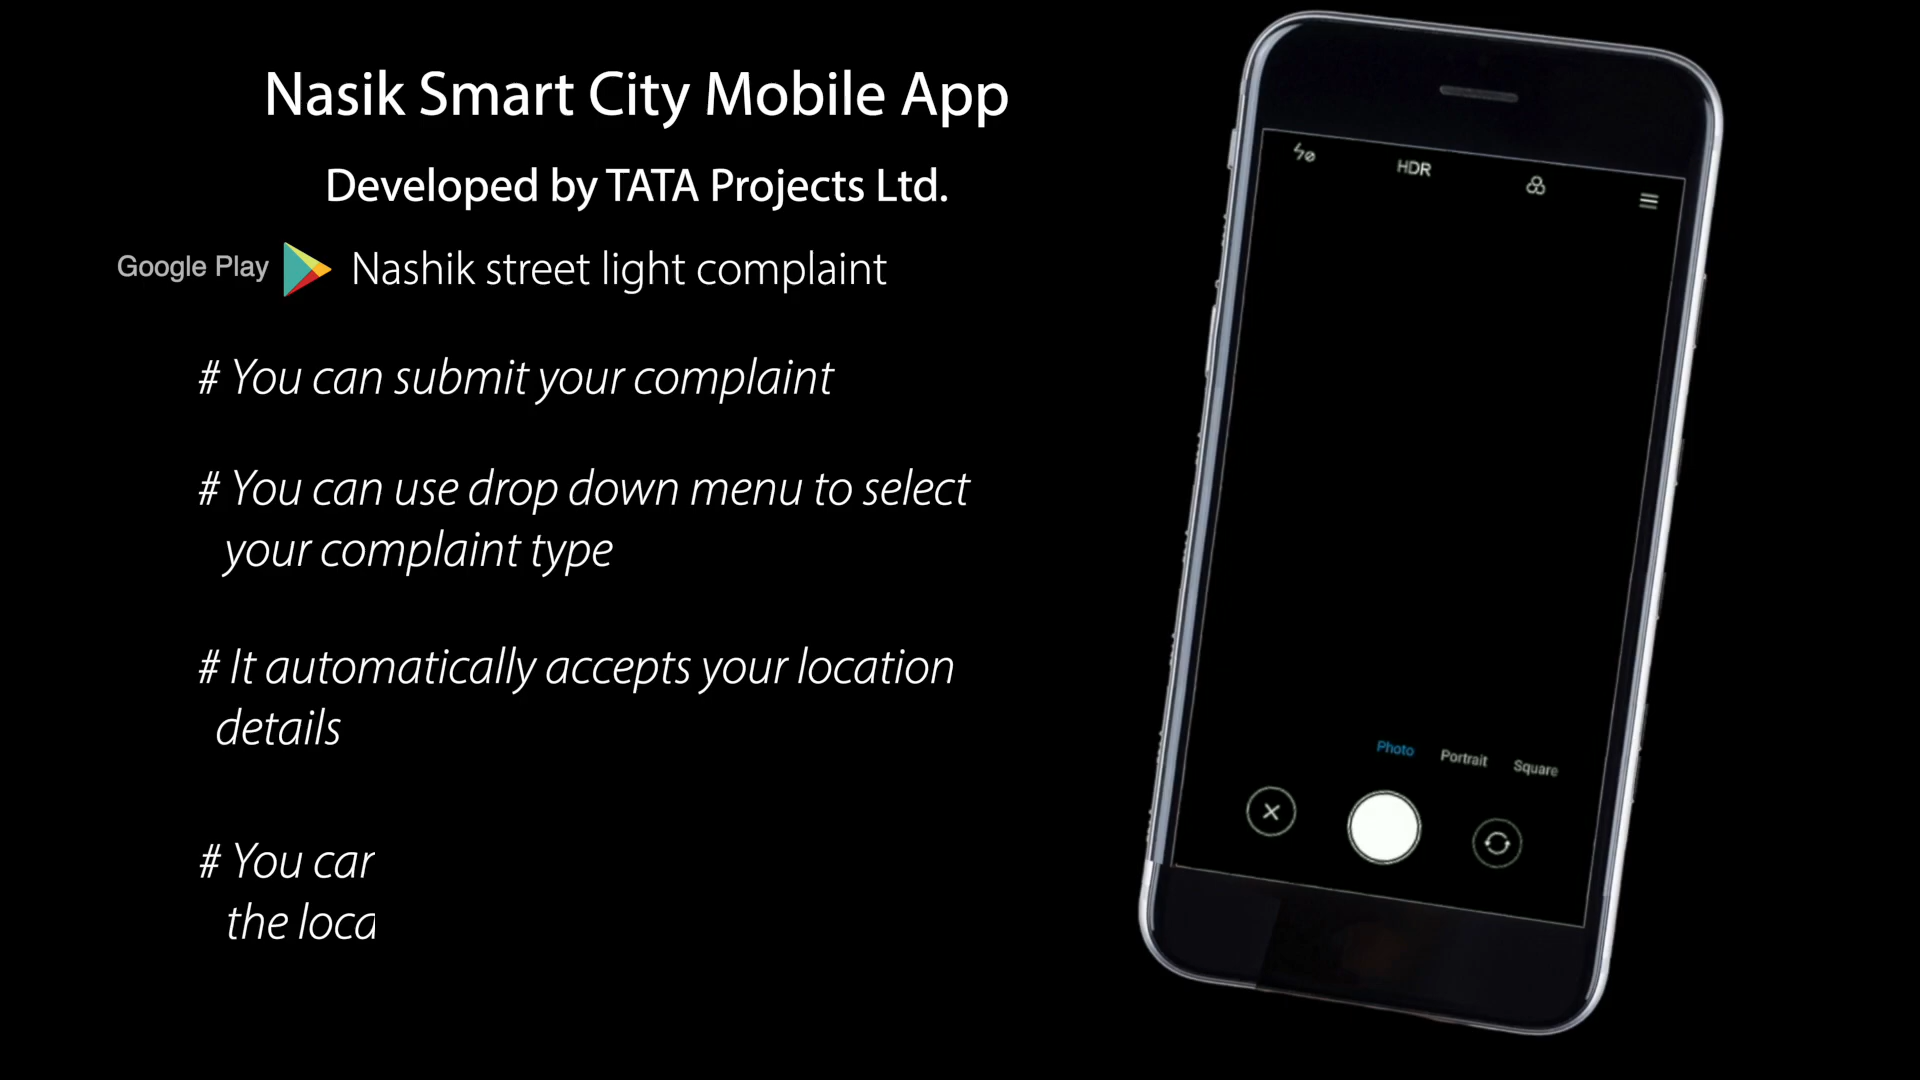 Nasik Smart City Mobile App
Developed by TATA Projects Ltd.
Google Play Nashik street light complaint
# You can submit your complaint
# You can use drop down menu to select
your complaint type
# It automatically accepts your location
details
# You
the
HDR
Photo Portrait Square